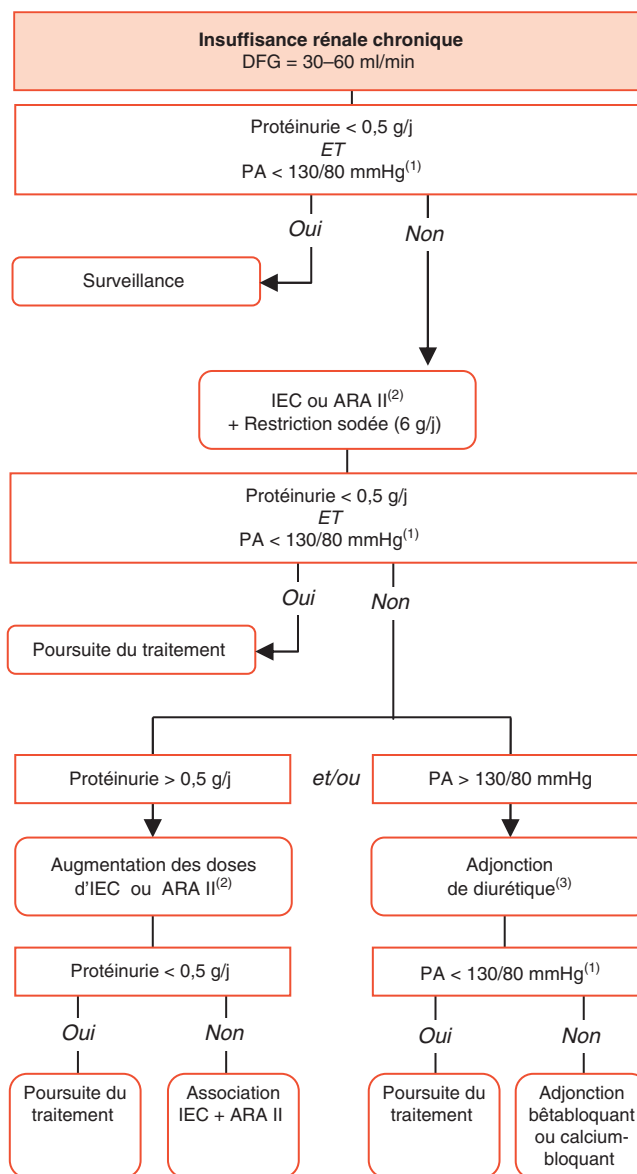 Insuffisance rénale chronique
DFG = 30–60 ml/min
Protéinurie < 0,5 g/j
ET
PA < 130/80 mmHg(1)
Oui
Non
Surveillance
IEC ou ARA II(2)
+ Restriction sodée (6 g/j)
Protéinurie < 0,5 g/j
ET
PA < 130/80 mmHg(1)
Oui
Non
Poursuite du traitement
Protéinurie > 0,5 g/j
et/ou
PA > 130/80 mmHg
Augmentation des doses
d'IEC ou ARA II(2)
Adjonction
de diurétique(3)
Protéinurie < 0,5 g/j
PA < 130/80 mmHg(1)
Oui
Non
Oui
Non
Poursuite du
traitement
Association
IEC + ARA II
Poursuite du
traitement
Adjonction
bêtabloquant
ou calcium-
bloquant